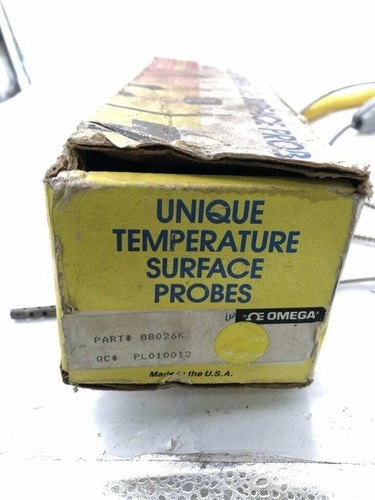 UNIQUE
TEMPERATURE
SURFACE
PROBES
Œ OMEGA
PART# 88026K
QC# PL010012
Made in the U.S.A.